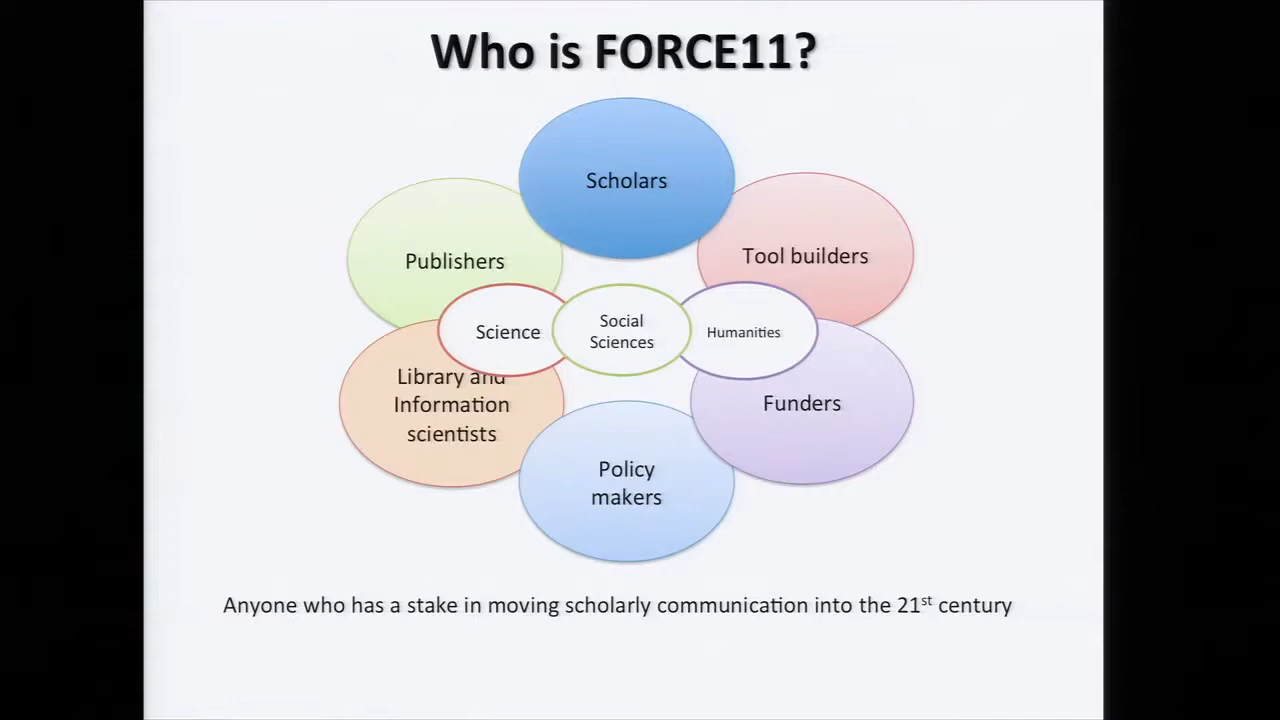 Who is FORCE11?
Scholars
Publishers
Tool builders
Science
Social
Sciences
Humanities
Library and
Information
scientists
Funders
Policy
makers
Anyone who has a stake in moving scholarly communication into the 21st century